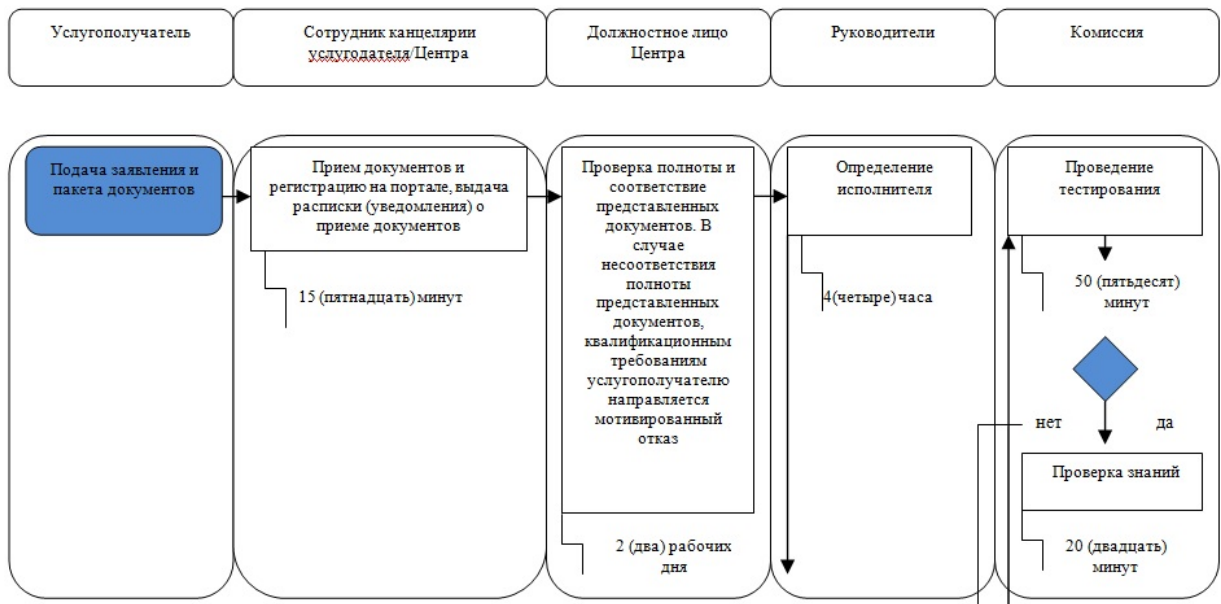 Услугополучатель
Сотрудник канцелярии
услугодателя/Центра
Должностное лицо
Центра
Руководители
Комиссия
Подача заявления и
пакета документов
Прием документов и
регистрацию на портале, выдача
расписки (уведомления) о
приеме документов
15 (пятнадцать) минут
Проверка полноты и
соответствие
представленных
документов. В
случае
несоответствия
полноты
представленных
документов,
квалификационным
требованиям
услугополучателю
направляется
мотивированный
отказ
2 (два) рабочих
дня
Определение
исполнителя
4(четыре) часа
Проведение
тестирования
50 (пятьдесят)
минут
нет
да
Проверка знаний
20 (двадцать)
минут